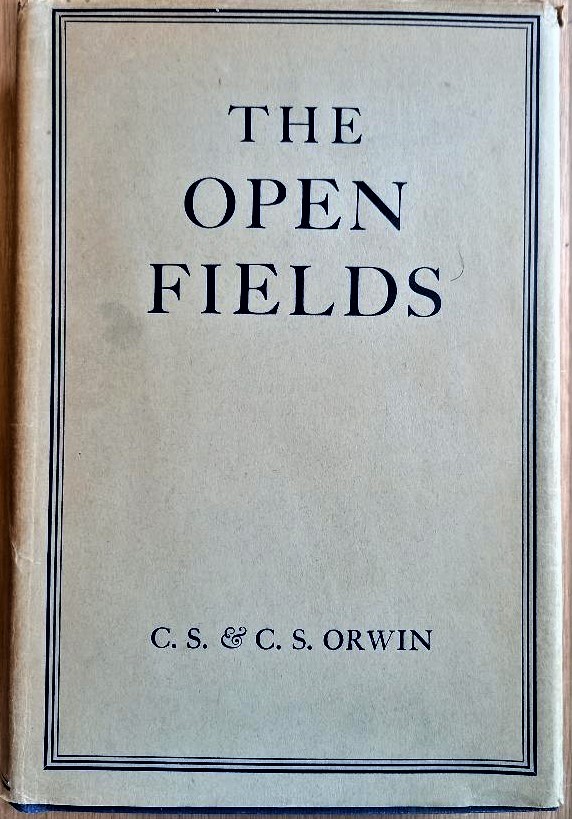 THE
OPEN
FIELDS
C. S. & C. S. ORWIN